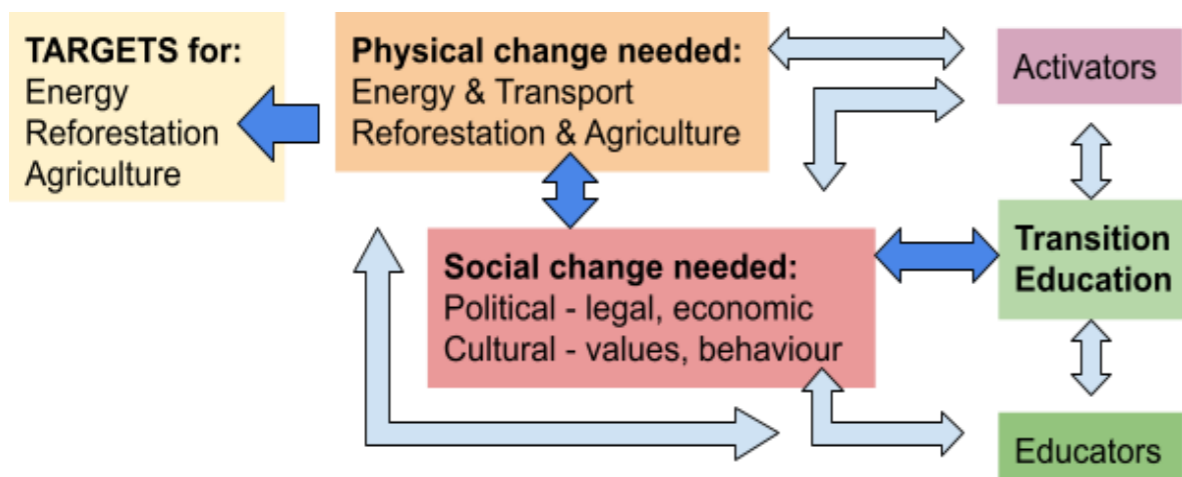 TARGETS for:
Energy
Reforestation
Agriculture
Physical change needed:
Energy & Transport
Reforestation & Agriculture
Activators
Social change needed:
Political - legal, economic
Cultural - values, behaviour
Transition
Education
Educators